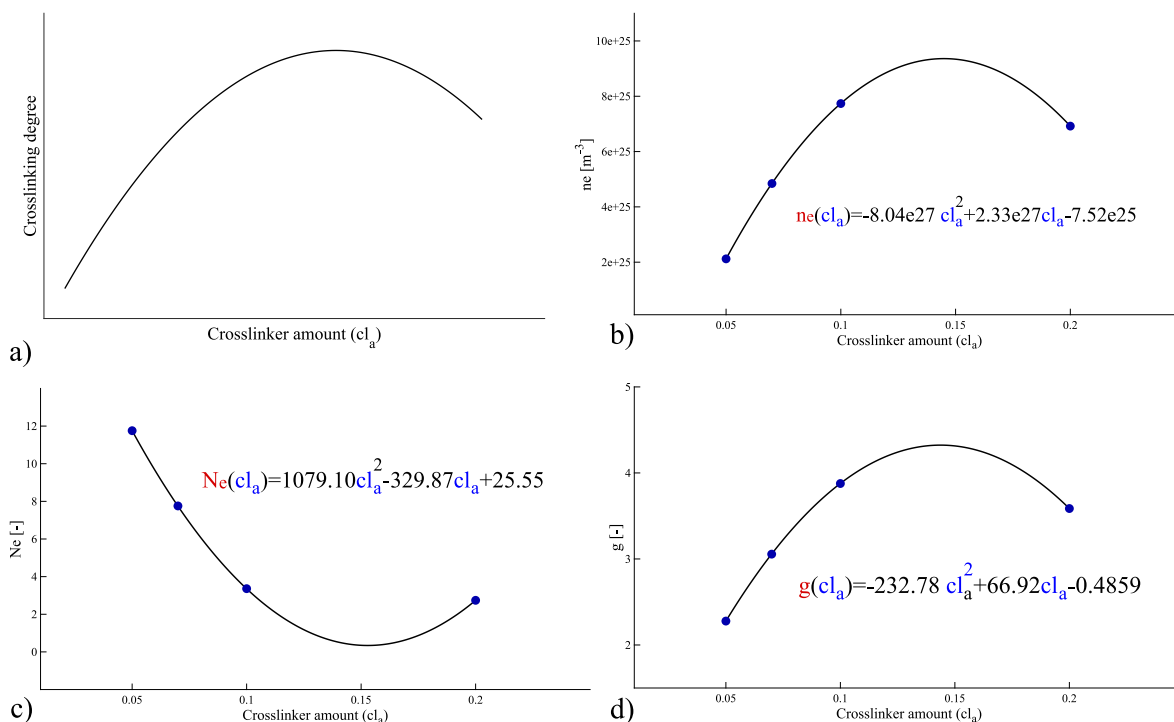 Crosslinking degree
Crosslinker amount (cl_a)
a)
10e+25
8e+25
6e+25
4e+25
2e+25
ne [m⁻³]
nₑ(clₐ)=-8.04e27 clₐ²+2.33e27clₐ-7.52e25
0.05 0.1 0.15 0.2
Crosslinker amount (clₐ)
b)
12
10
8
6
4
2
0
Ne [-]
Nₑ(clₐ)=1079.10clₐ²-329.87clₐ+25.55
0.05 0.1 0.15 0.2
Crosslinker amount (clₐ)
c)
5
4
3
2
g [-]
g(clₐ)=-232.78 clₐ²+66.92clₐ-0.4859
0.05 0.1 0.15 0.2
Crosslinker amount (clₐ)
d)